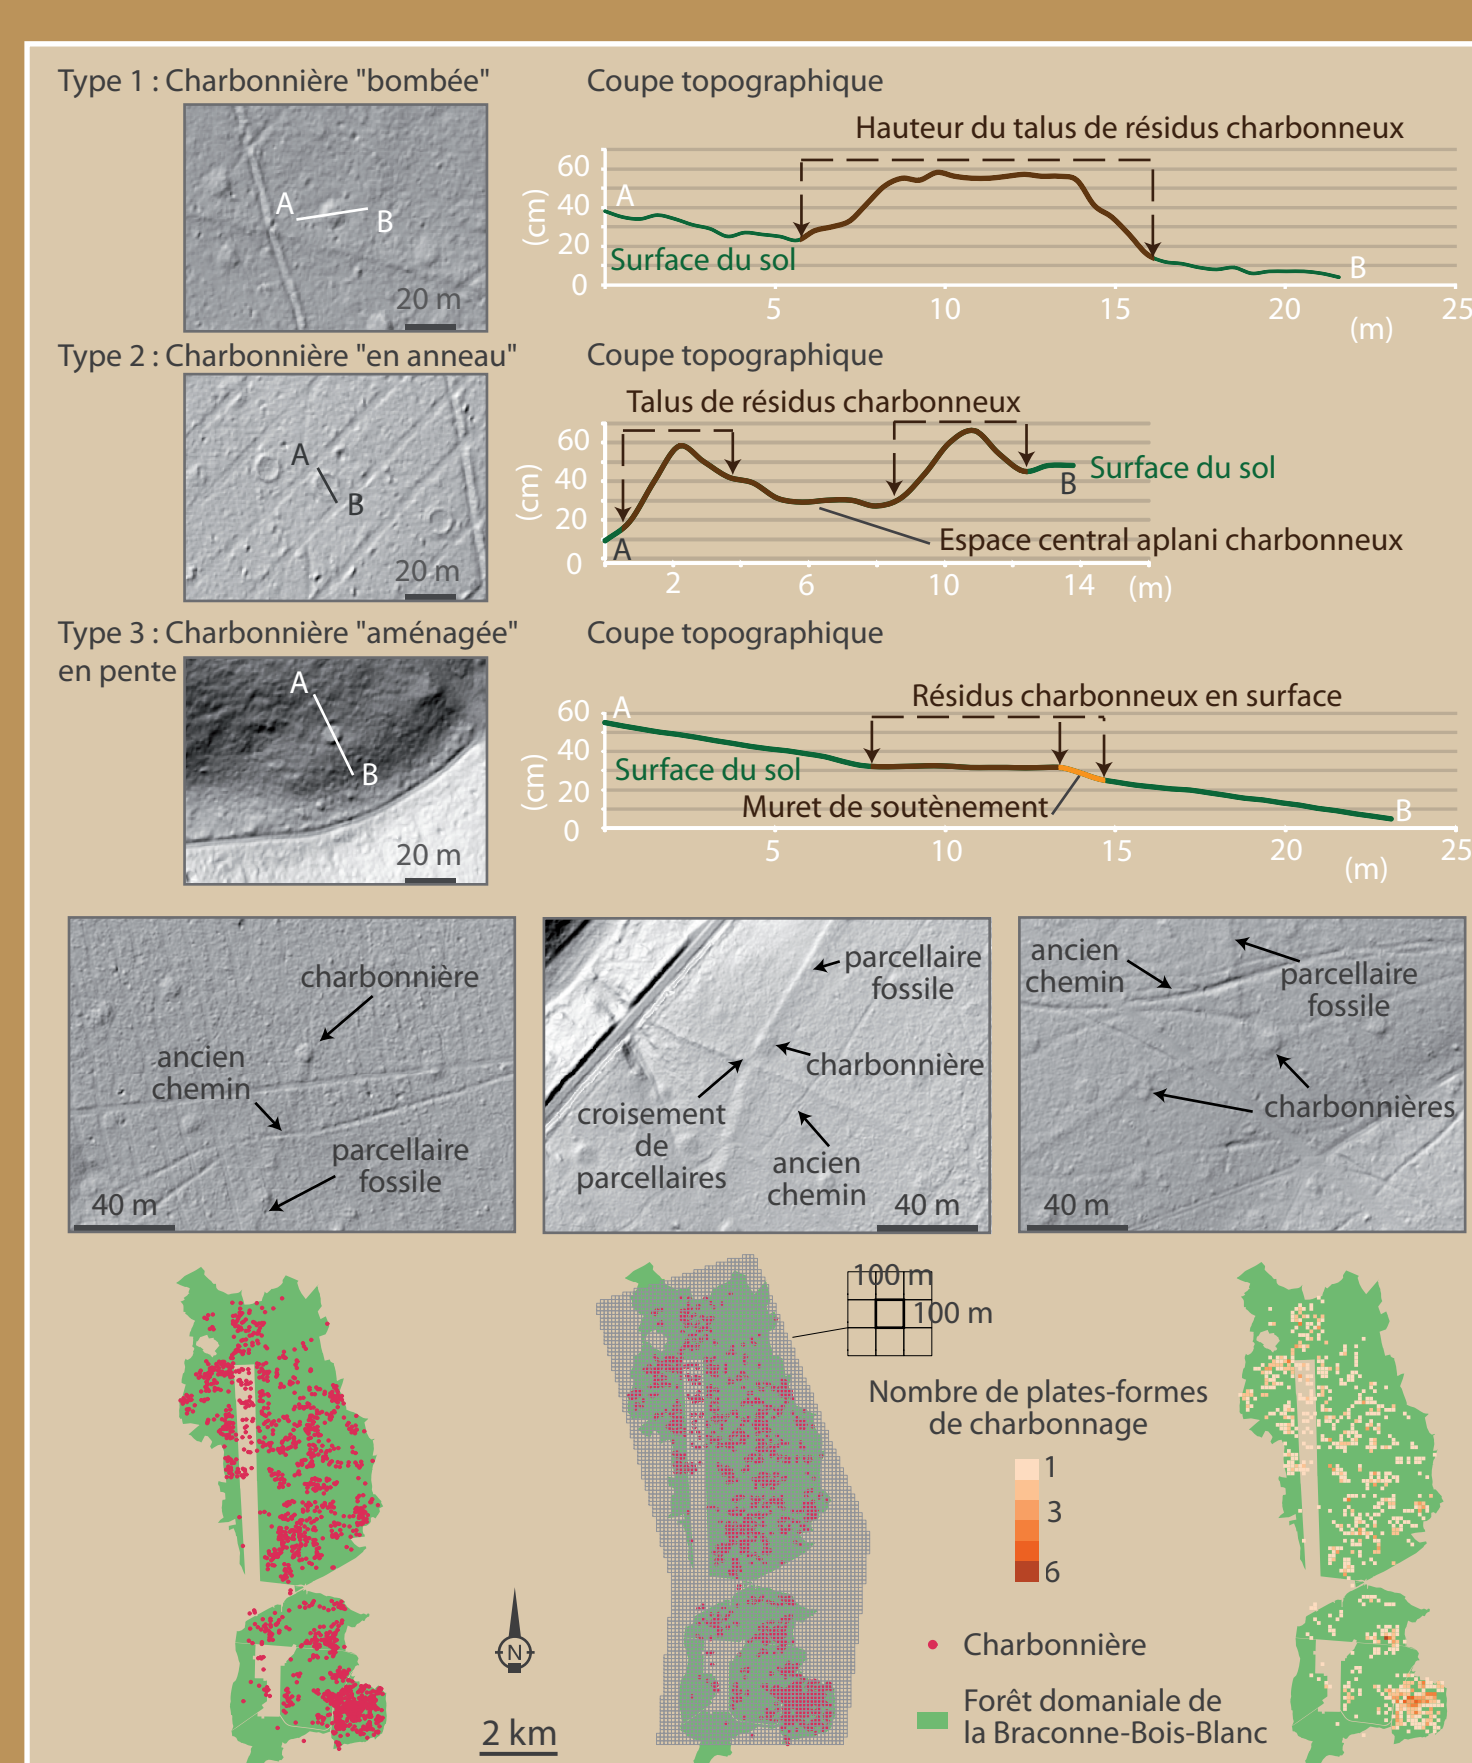 Type 1 : Charbonnière "bombée"
Coupe topographique
Hauteur du talus de résidus charbonneux
60
40
20
0
(cm)
A
Surface du sol
B
5
10
15
20
25
(m)
A
B
20 m
Type 2 : Charbonnière "en anneau"
Coupe topographique
Talus de résidus charbonneux
60
40
20
0
(cm)
A
B
Surface du sol
Espace central aplani charbonneux
2
6
10
14
(m)
A
B
20 m
Type 3 : Charbonnière "aménagée"
en pente
Coupe topographique
Résidus charbonneux en surface
60
40
20
0
(cm)
A
Surface du sol
Muret de soutènement
B
5
10
15
20
25
(m)
A
B
20 m
charbonnière
ancien
chemin
parcellaire
fossile
40 m
parcellaire
fossile
charbonnière
croisement
de
parcellaires
ancien
chemin
40 m
ancien
chemin
parcellaire
fossile
charbonnières
40 m
100 m
100 m
Nombre de plates-formes
de charbonnage
1
3
6
N
2 km
Charbonnière
Forêt domaniale de
la Braconne-Bois-Blanc